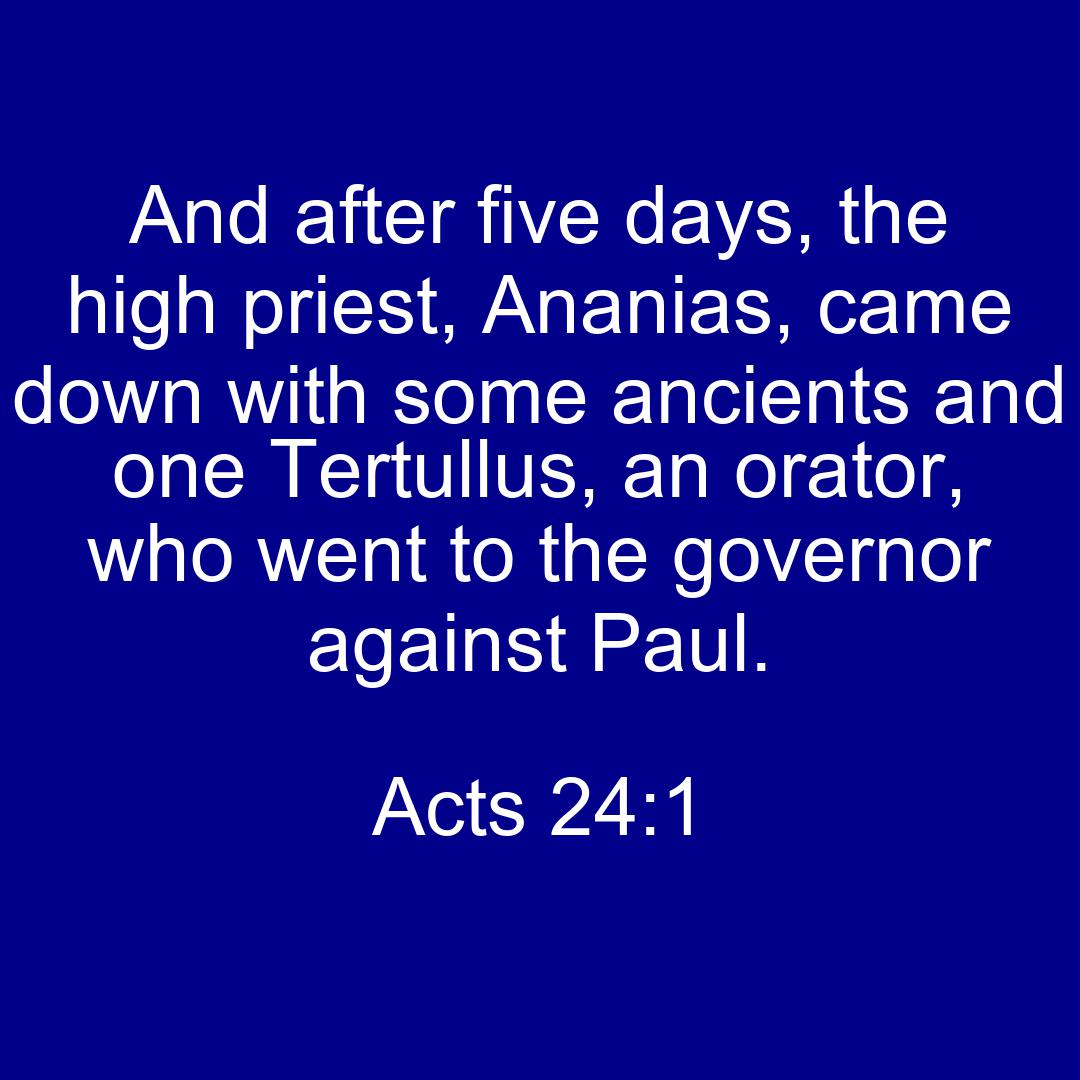 And after five days, the
high priest, Ananias, came
down with some ancients and
one Tertullus, an orator,
who went to the governor
against Paul.
Acts 24:1